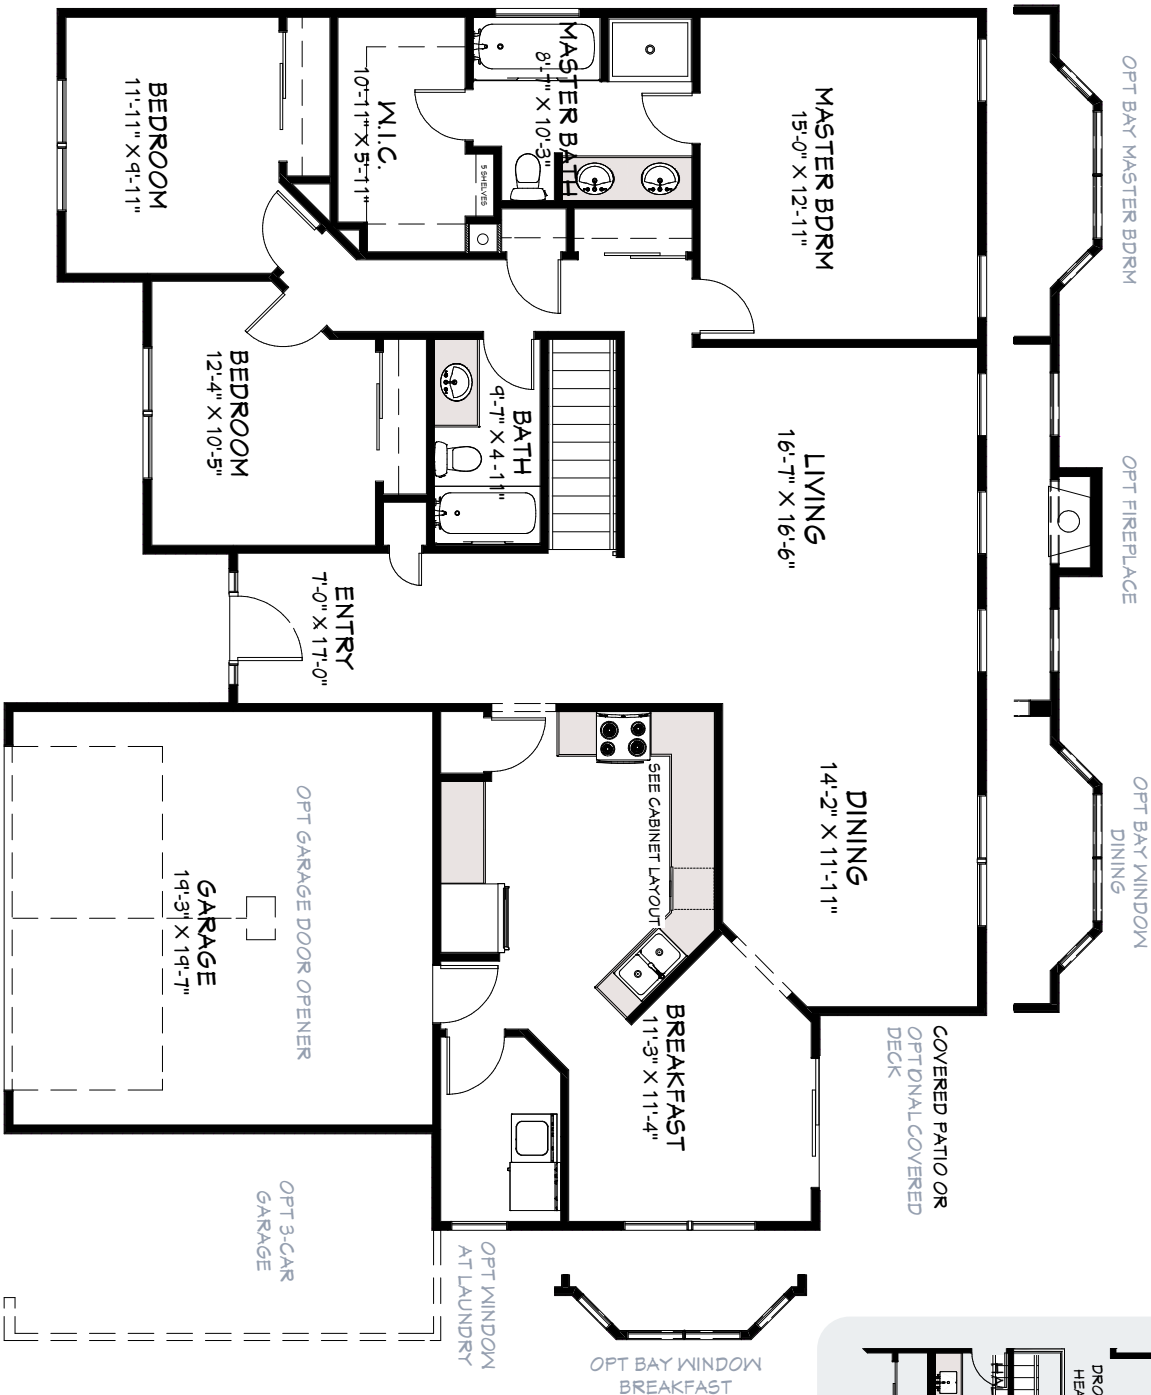 OPT BAY MASTER BDRM
OPT FIREPLACE
OPT BAY WINDOW
DINING
MASTER BDRM
15'-0" X 12'-11"
LIVING
16'-7" X 16'-6"
DINING
14'-2" X 11'-11"
COVERED PATIO OR
OPTIONAL COVERED
DECK
MASTER BATH
8'-7" X 10'-3"
5 SHELVES
W.I.C.
10'-11" X 5'-11"
BEDROOM
11'-11" X 9'-11"
BATH
9'-7" X 4'-11"
BEDROOM
12'-4" X 10'-5"
ENTRY
7'-0" X 17'-0"
SEE CABINET LAYOUT
BREAKFAST
11'-3" X 11'-4"
OPT GARAGE DOOR OPENER
GARAGE
19'-3" X 19'-7"
OPT 3-CAR
GARAGE
OPT WINDOW
AT LAUNDRY
OPT BAY WINDOW
BREAKFAST